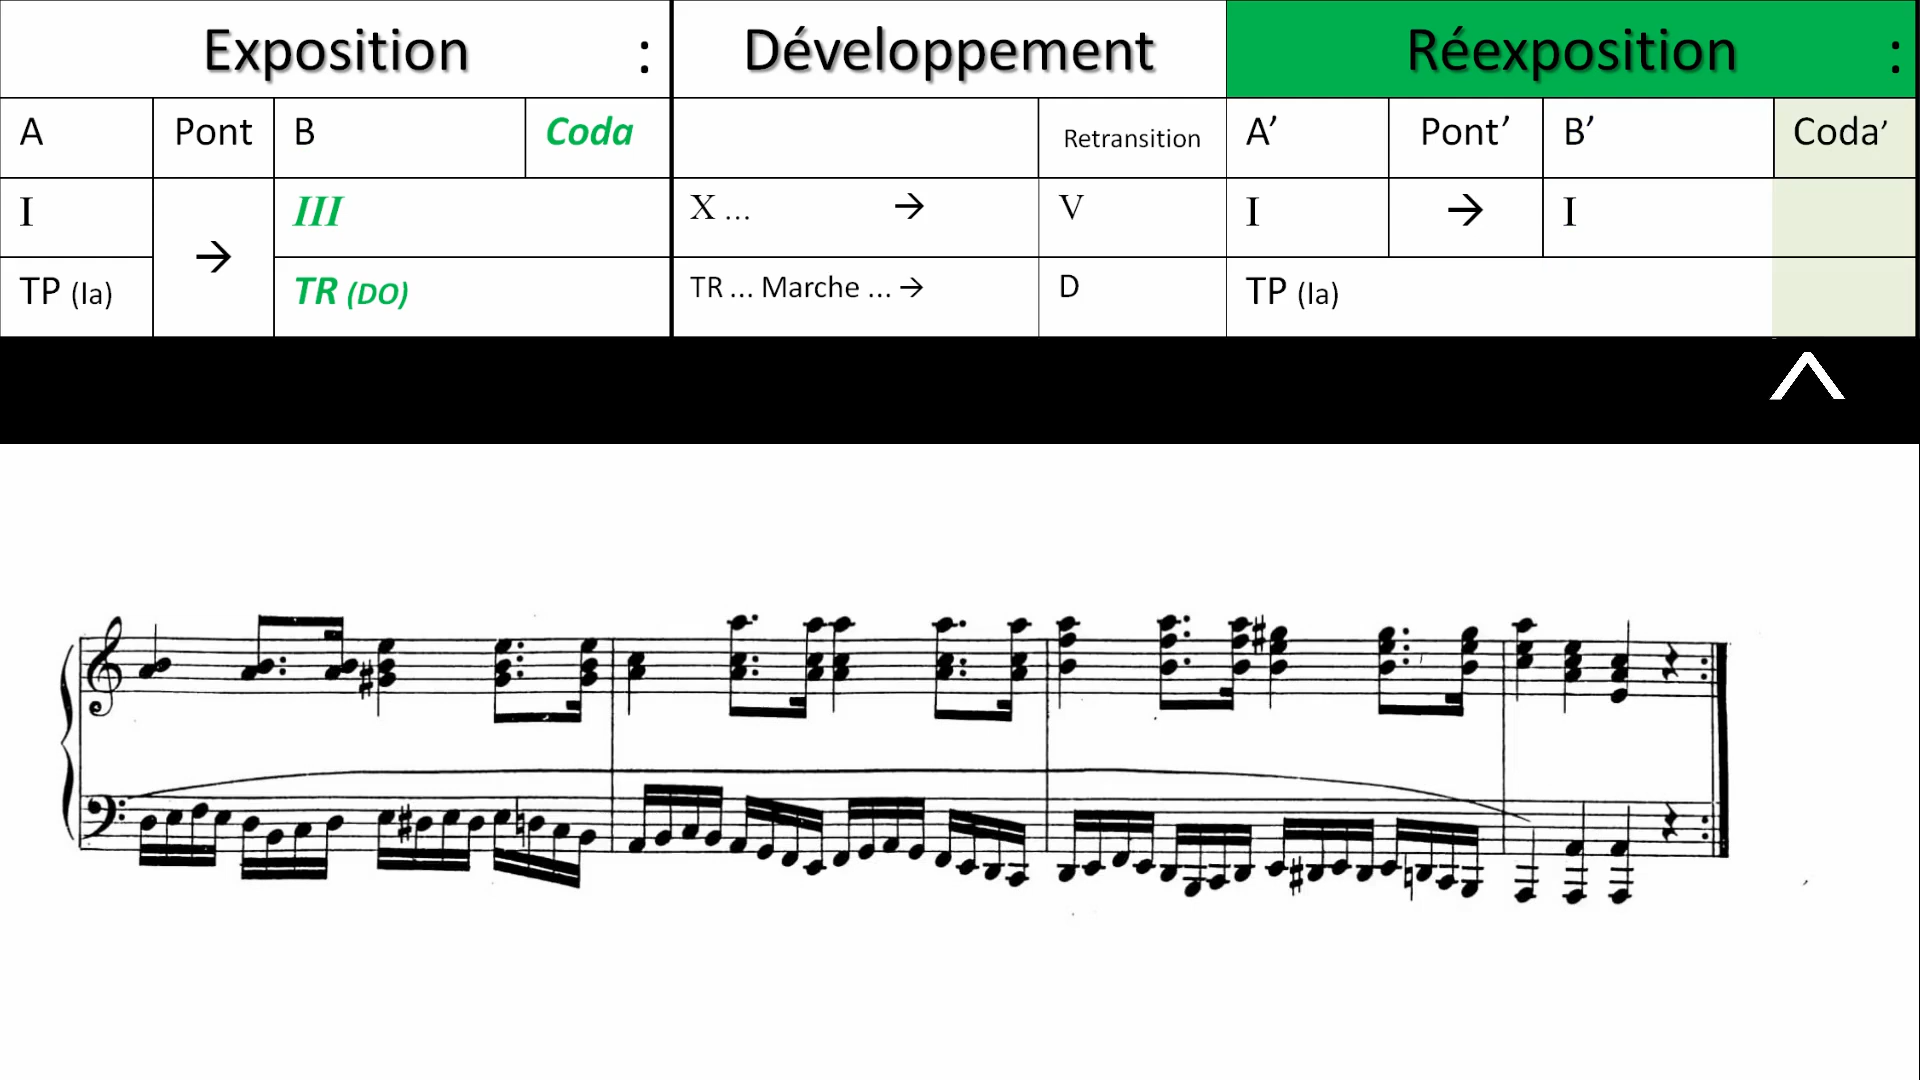 Exposition : Développement Réexposition :
A Pont B Coda Retransition A’ Pont’ B’ Coda’
I → III X ... → V I → I
TP (la) TR (DO) TR ... Marche ... → D TP (la)